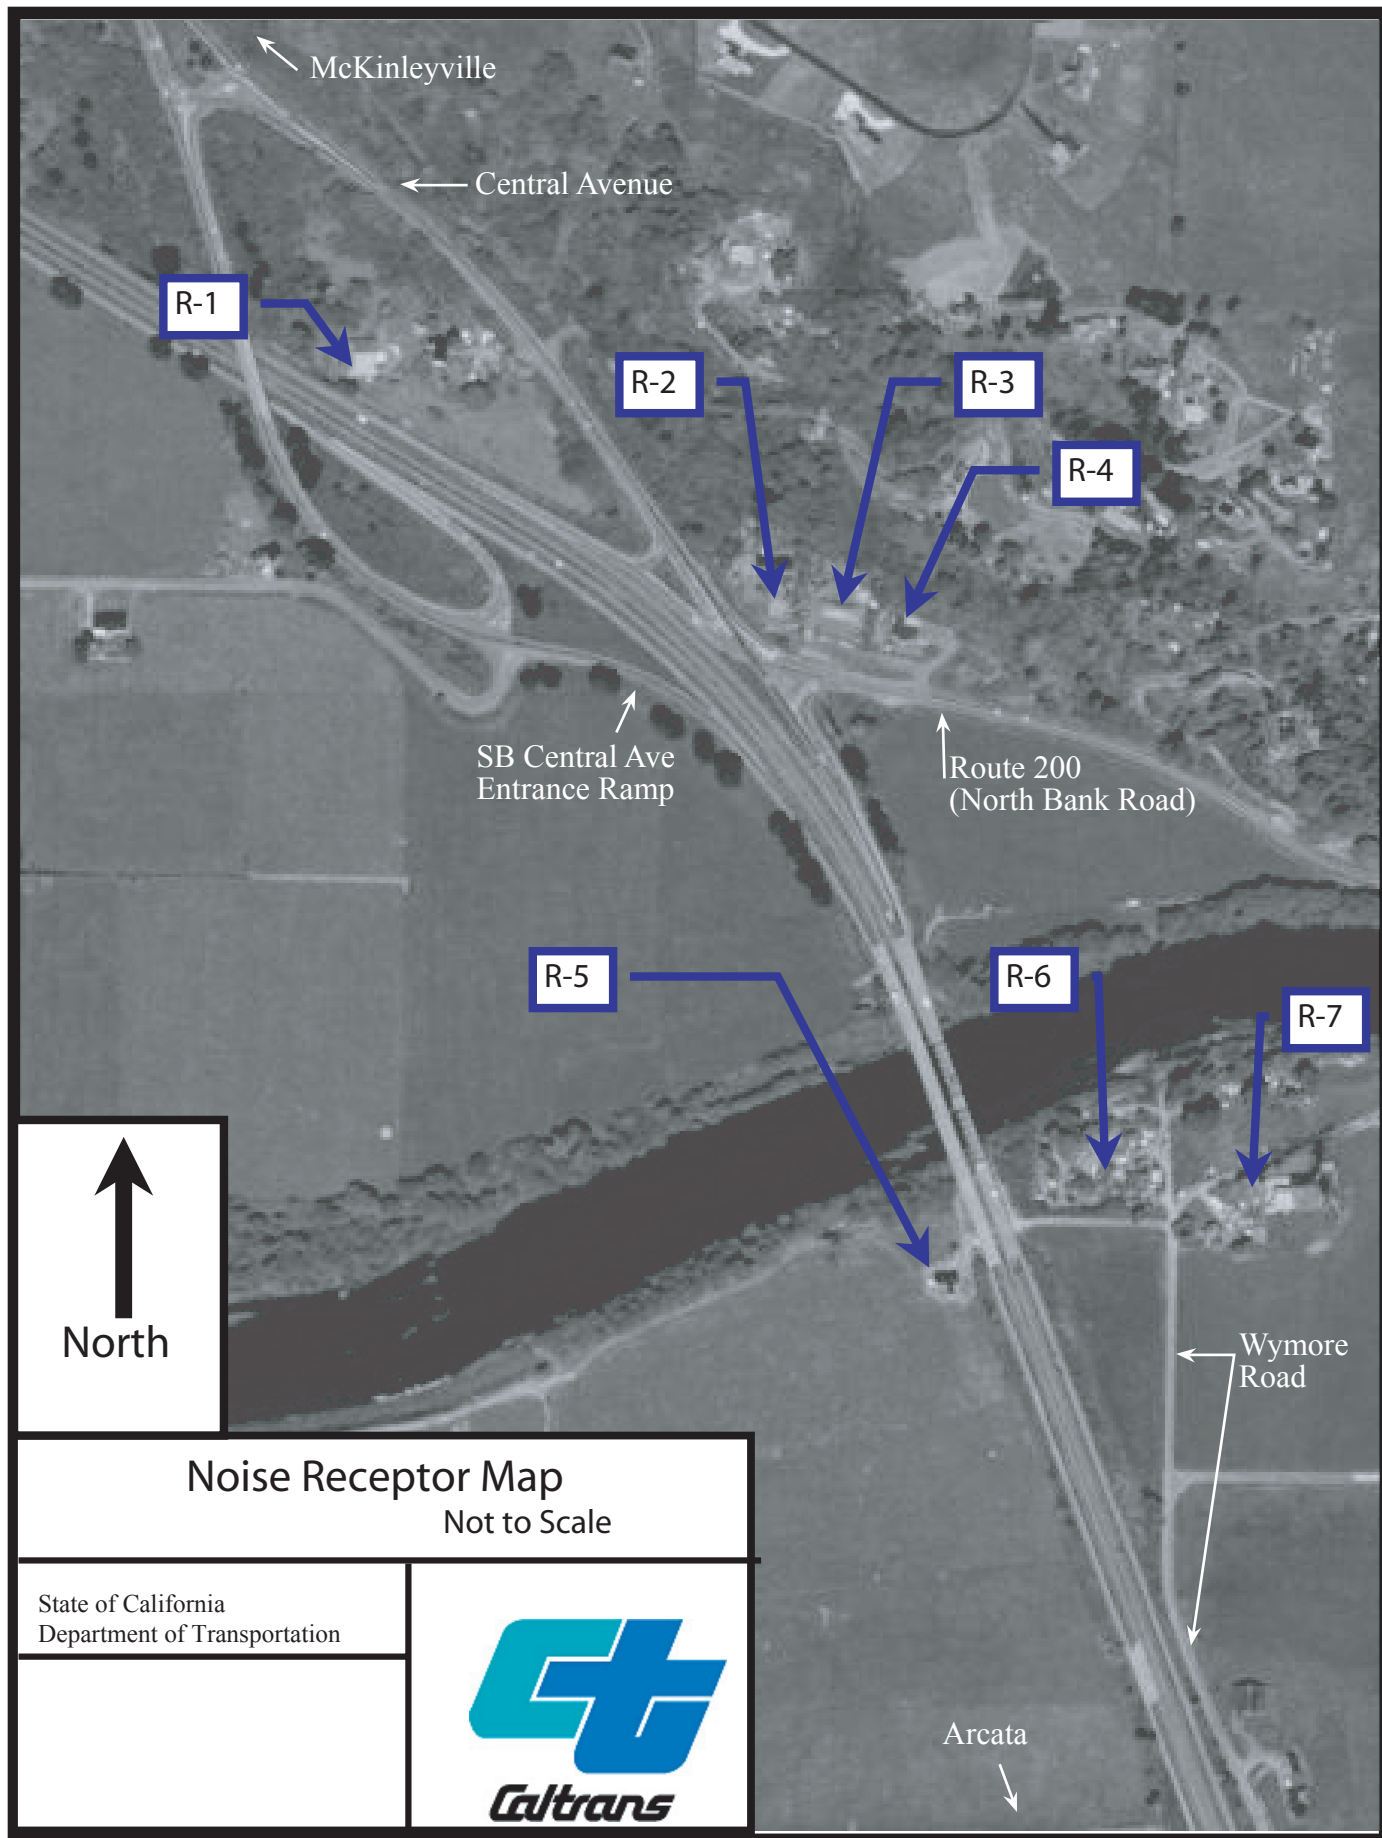 McKinleyville
Central Avenue
R-1
R-2
R-3
R-4
SB Central Ave
Entrance Ramp
Route 200
(North Bank Road)
R-5
R-6
R-7
North
Wymore
Road
Noise Receptor Map
Not to Scale
State of California
Department of Transportation
Caltrans
Arcata